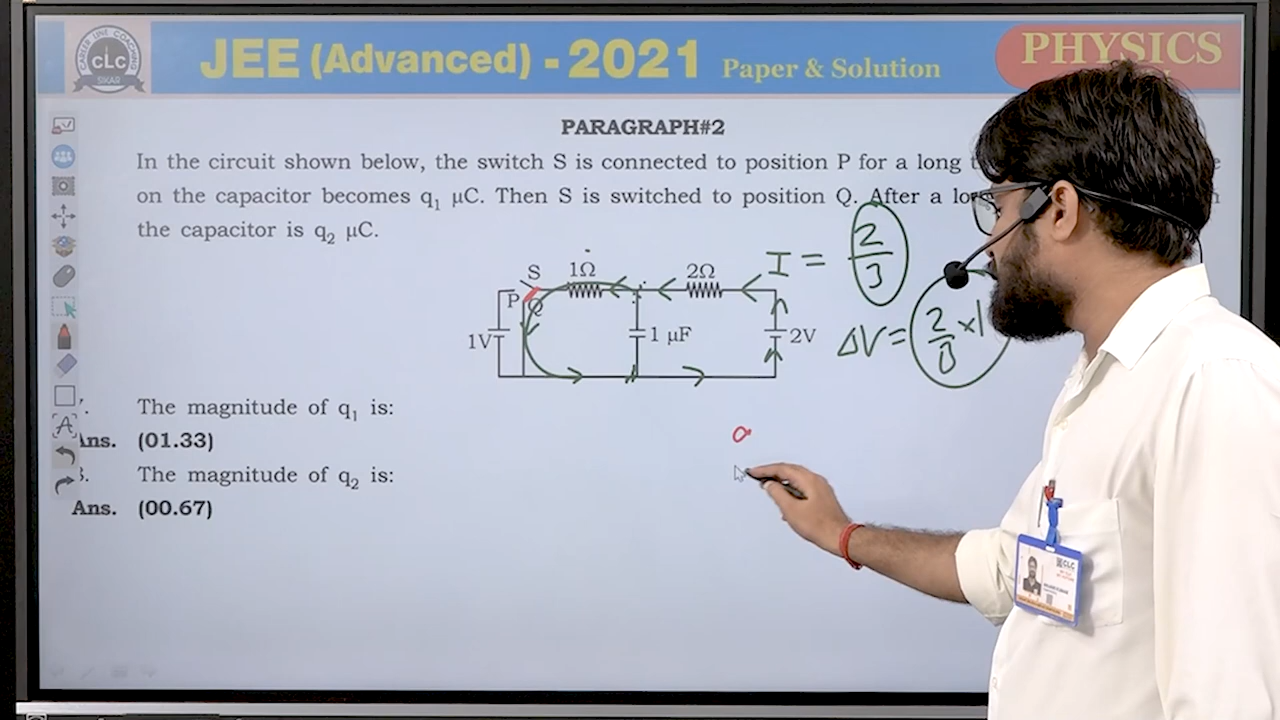 JEE (Advanced) - 2021 Paper & Solution
PHYSICS
CAREER LINE COACHING
CLC
SIKAR
PARAGRAPH#2
In the circuit shown below, the switch S is connected to position P for a long
on the capacitor becomes q₁ μC. Then S is switched to position Q. After a
the capacitor is q₂ μC.
S
1Ω
2Ω
P
Q
1V
1 μF
2V
I = 2/3
ΔV = 2/3 × 1
The magnitude of q₁ is:
Ans. (01.33)
The magnitude of q₂ is:
Ans. (00.67)
CLC